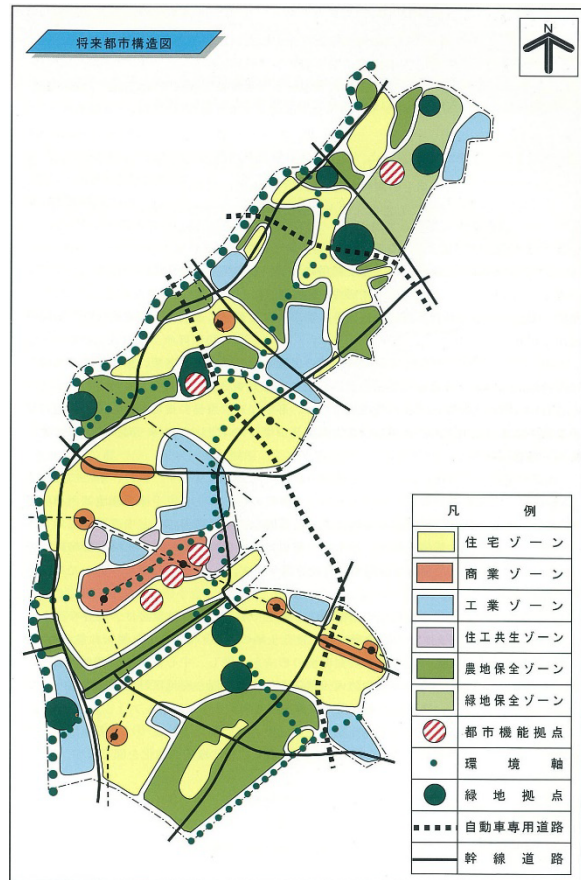 将来都市構造図
N
凡 例
住宅ゾーン
商業ゾーン
工業ゾーン
住工共生ゾーン
農地保全ゾーン
緑地保全ゾーン
都市機能拠点
環境軸
緑地拠点
自動車専用道路
幹線道路